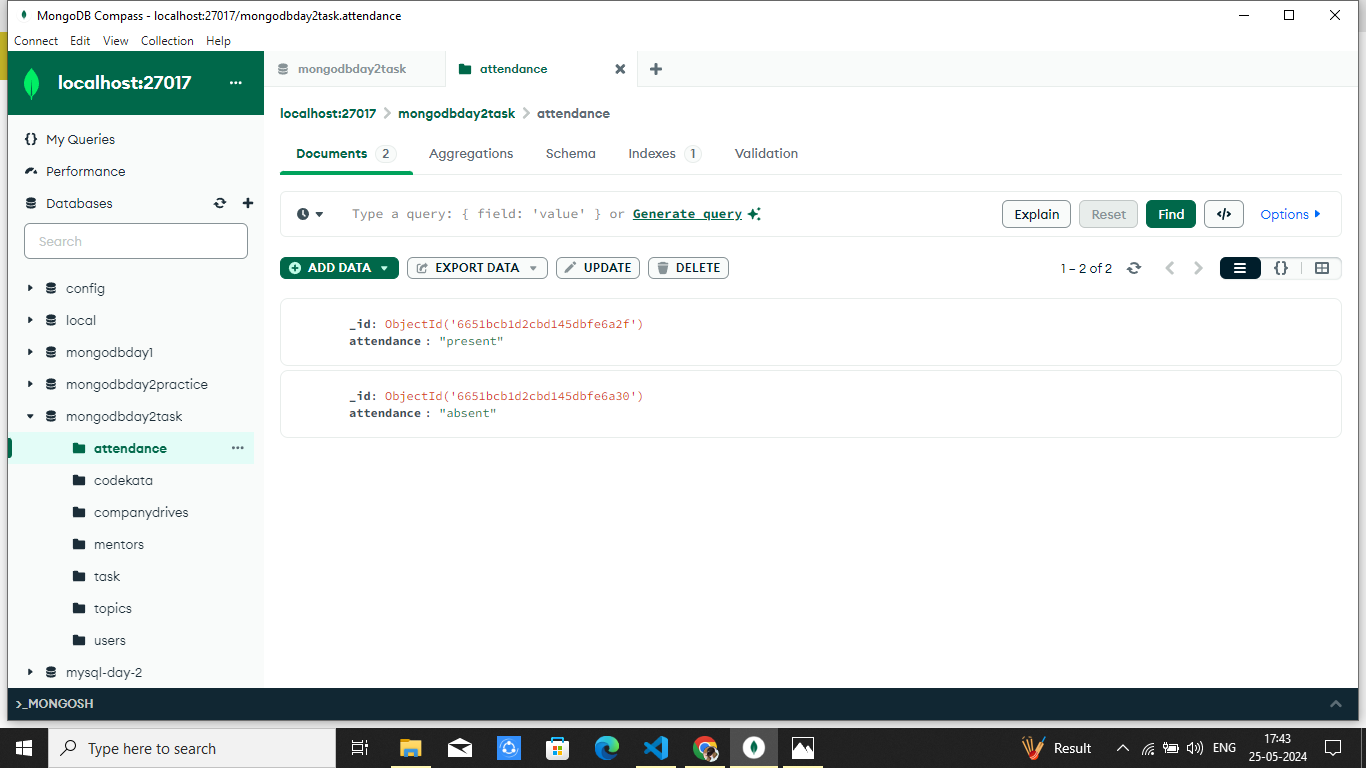 MongoDB Compass - localhost:27017/mongodbday2task.attendance
Connect Edit View Collection Help
localhost:27017 ...
mongodbday2task
attendance
localhost:27017 > mongodbday2task > attendance
{} My Queries
Performance
Databases
Search
config
local
mongodbday1
mongodbday2practice
mongodbday2task
attendance ...
codekata
companydrives
mentors
task
topics
users
mysql-day-2
Documents 2 Aggregations Schema Indexes 1 Validation
Type a query: { field: 'value' } or Generate query
Explain Reset Find </> Options
ADD DATA EXPORT DATA UPDATE DELETE
1 – 2 of 2 {}
_id: ObjectId('6651bcb1d2cbd145dbfe6a2f')
attendance : "present"
_id: ObjectId('6651bcb1d2cbd145dbfe6a30')
attendance : "absent"
>_MONGOSH
Type here to search
Result
ENG
17:43
25-05-2024